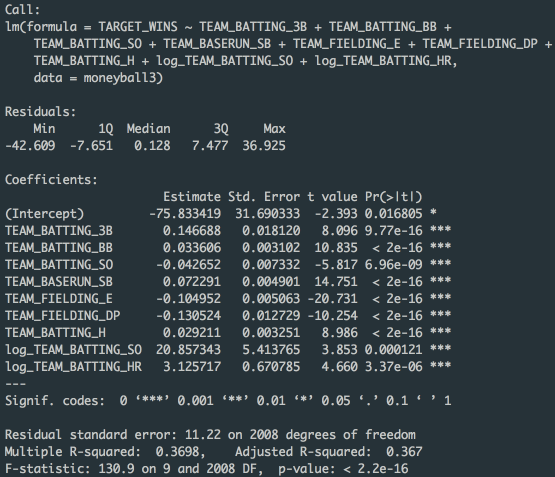 Call:
lm(formula = TARGET_WINS ~ TEAM_BATTING_3B + TEAM_BATTING_BB +
    TEAM_BATTING_SO + TEAM_BASERUN_SB + TEAM_FIELDING_E + TEAM_FIELDING_DP +
    TEAM_BATTING_H + log_TEAM_BATTING_SO + log_TEAM_BATTING_HR,
    data = moneyball3)
Residuals:
    Min      1Q  Median      3Q     Max
-42.609  -7.651   0.128   7.477  36.925
Coefficients:
                      Estimate Std. Error t value Pr(>|t|)
(Intercept)         -75.833419  31.690333  -2.393 0.016805 *
TEAM_BATTING_3B       0.146688   0.018120   8.096 9.77e-16 ***
TEAM_BATTING_BB       0.033606   0.003102  10.835  < 2e-16 ***
TEAM_BATTING_SO      -0.042652   0.007332  -5.817 6.96e-09 ***
TEAM_BASERUN_SB       0.072291   0.004901  14.751  < 2e-16 ***
TEAM_FIELDING_E      -0.104952   0.005063 -20.731  < 2e-16 ***
TEAM_FIELDING_DP     -0.130524   0.012729 -10.254  < 2e-16 ***
TEAM_BATTING_H        0.029211   0.003251   8.986  < 2e-16 ***
log_TEAM_BATTING_SO  20.857343   5.413765   3.853 0.000121 ***
log_TEAM_BATTING_HR   3.125717   0.670785   4.660 3.37e-06 ***
---
Signif. codes:  0 ‘***’ 0.001 ‘**’ 0.01 ‘*’ 0.05 ‘.’ 0.1 ‘ ’ 1
Residual standard error: 11.22 on 2008 degrees of freedom
Multiple R-squared:  0.3698,	Adjusted R-squared:  0.367
F-statistic: 130.9 on 9 and 2008 DF,  p-value: < 2.2e-16